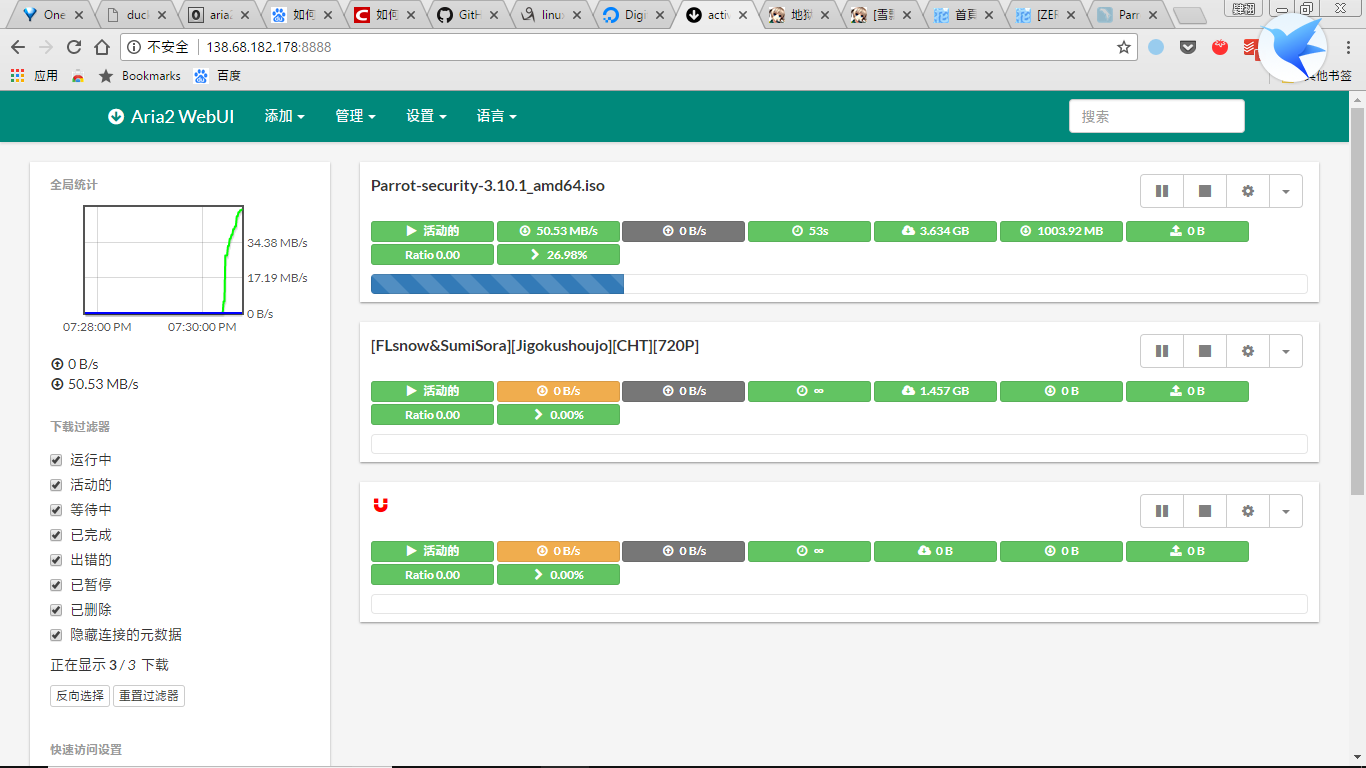 One
duck
aria2
如何
如何
GitH
linux
Digit
activ
地狱
[雪飄
首頁
[ZEF
Parr
不安全 138.68.182.178:8888
应用 Bookmarks 百度 其他书签
Aria2 WebUI 添加 管理 设置 语言 搜索
全局统计
34.38 MB/s
17.19 MB/s
0 B/s
07:28:00 PM 07:30:00 PM
0 B/s
50.53 MB/s
下载过滤器
运行中
活动的
等待中
已完成
出错的
已暂停
已删除
隐藏连接的元数据
正在显示 3 / 3 下载
反向选择 重置过滤器
快速访问设置
Parrot-security-3.10.1_amd64.iso
活动的 50.53 MB/s 0 B/s 53s 3.634 GB 1003.92 MB 0 B
Ratio 0.00 26.98%
[FLsnow&SumiSora][Jigokushoujo][CHT][720P]
活动的 0 B/s 0 B/s ∞ 1.457 GB 0 B 0 B
Ratio 0.00 0.00%
活动的 0 B/s 0 B/s ∞ 0 B 0 B 0 B
Ratio 0.00 0.00%